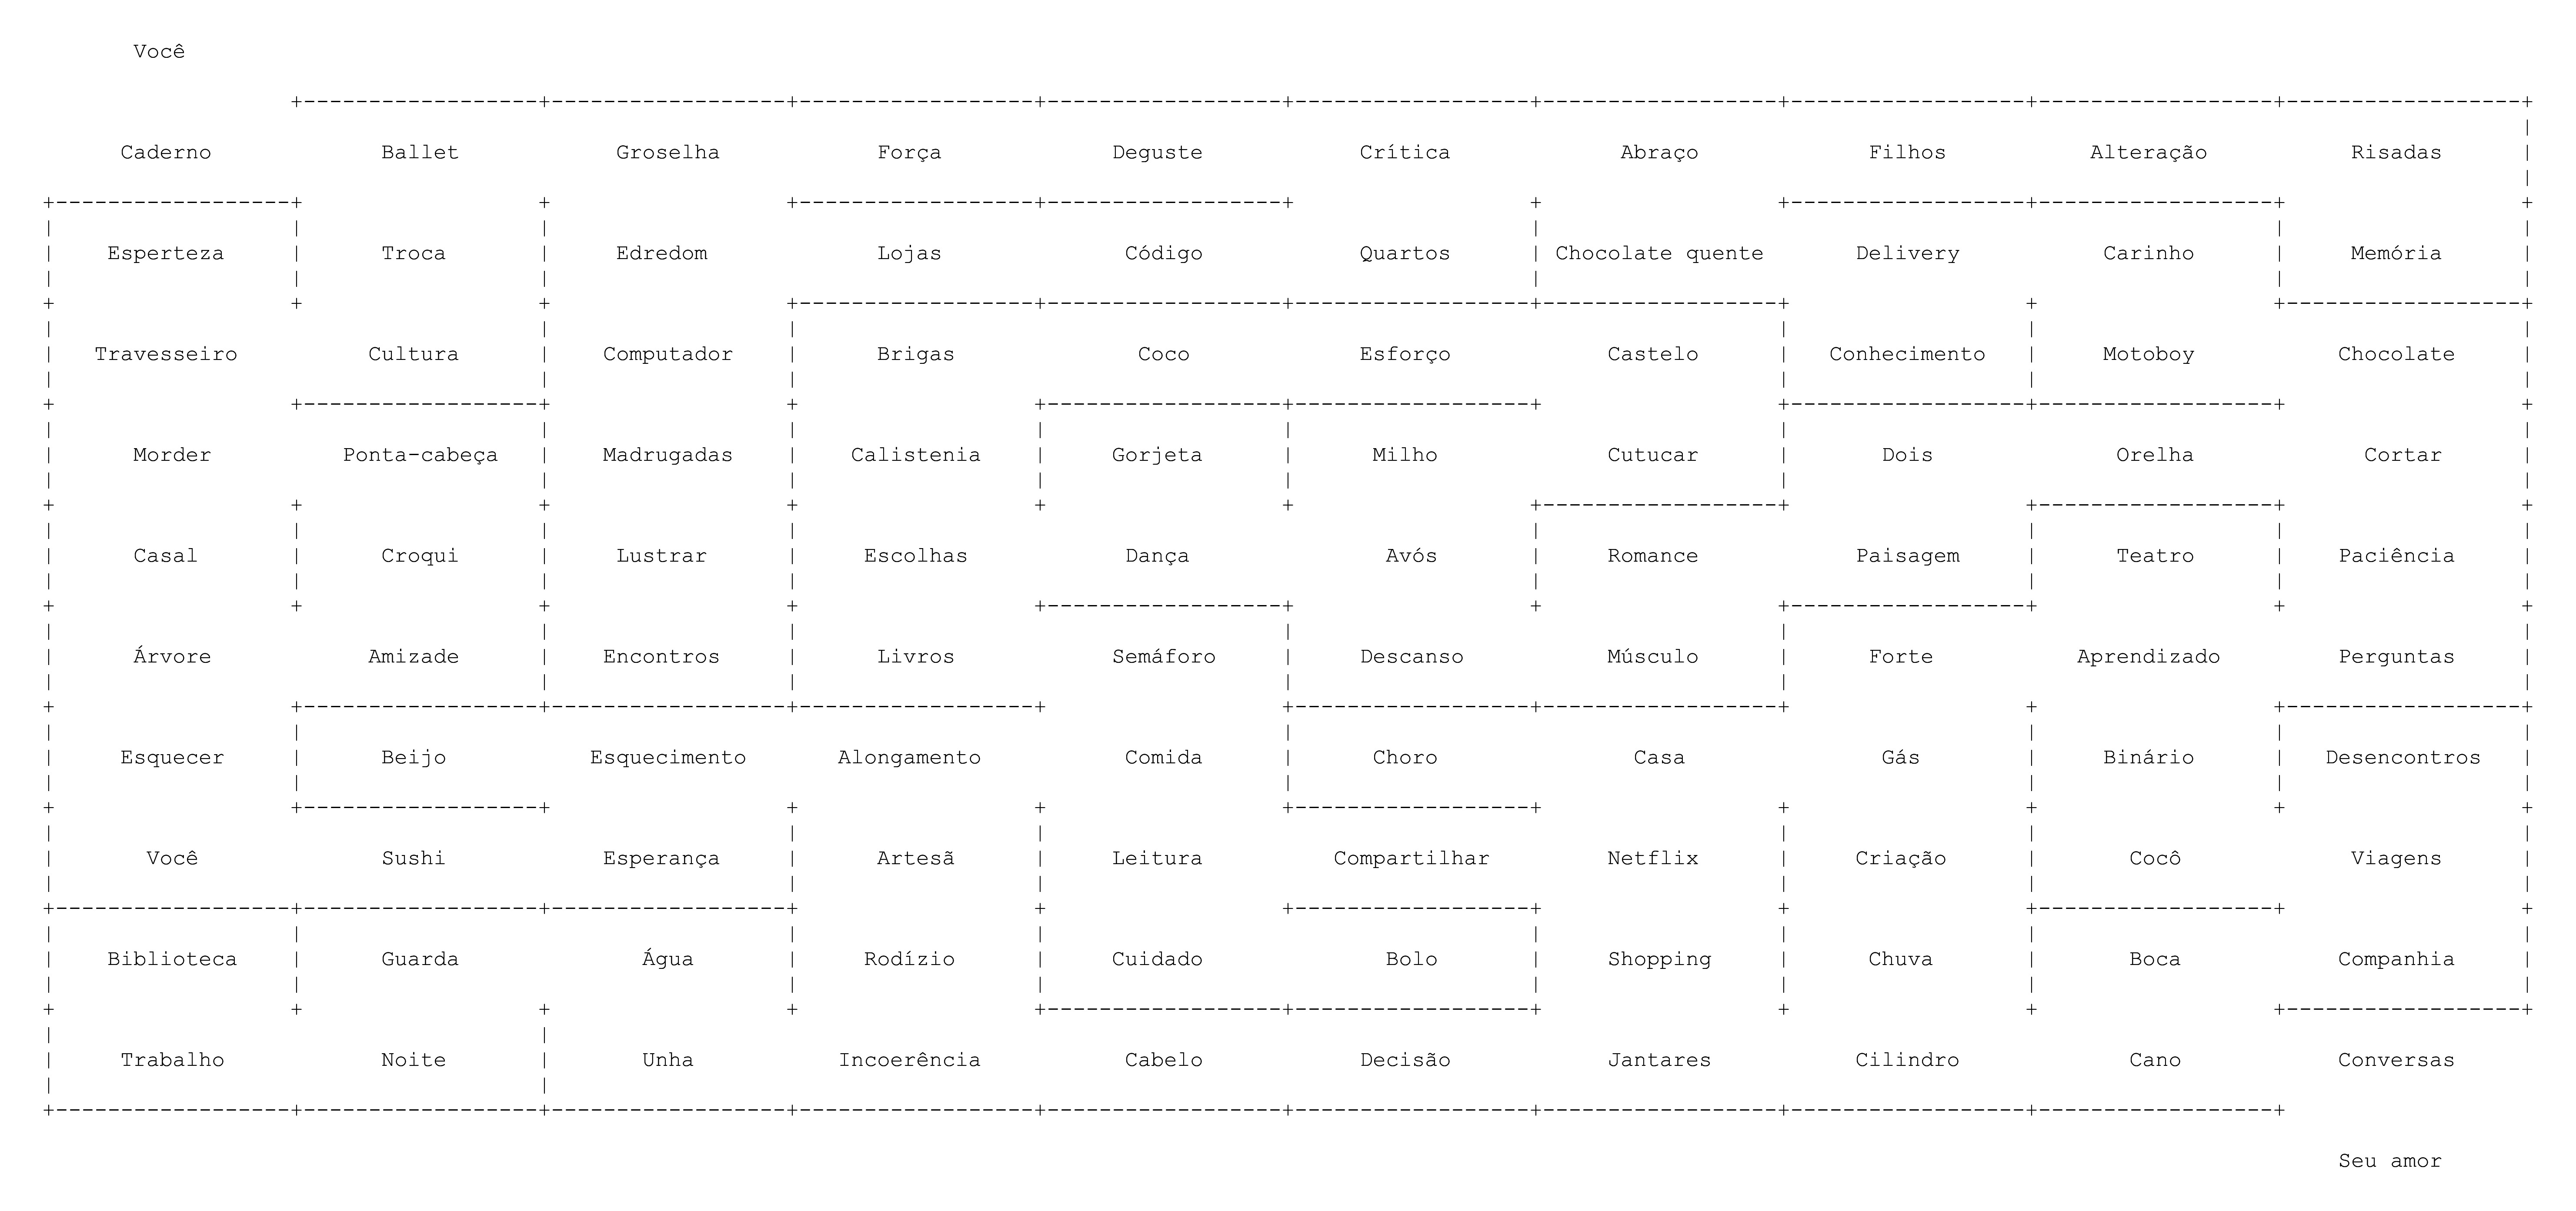 Você
Caderno Ballet Groselha Força Deguste Crítica Abraço Filhos Alteração Risadas
Esperteza Troca Edredom Lojas Código Quartos Chocolate quente Delivery Carinho Memória
Travesseiro Cultura Computador Brigas Coco Esforço Castelo Conhecimento Motoboy Chocolate
Morder Ponta-cabeça Madrugadas Calistenia Gorjeta Milho Cutucar Dois Orelha Cortar
Casal Croqui Lustrar Escolhas Dança Avós Romance Paisagem Teatro Paciência
Árvore Amizade Encontros Livros Semáforo Descanso Músculo Forte Aprendizado Perguntas
Esquecer Beijo Esquecimento Alongamento Comida Choro Casa Gás Binário Desencontros
Você Sushi Esperança Artesã Leitura Compartilhar Netflix Criação Cocô Viagens
Biblioteca Guarda Água Rodízio Cuidado Bolo Shopping Chuva Boca Companhia
Trabalho Noite Unha Incoerência Cabelo Decisão Jantares Cilindro Cano Conversas
Seu amor